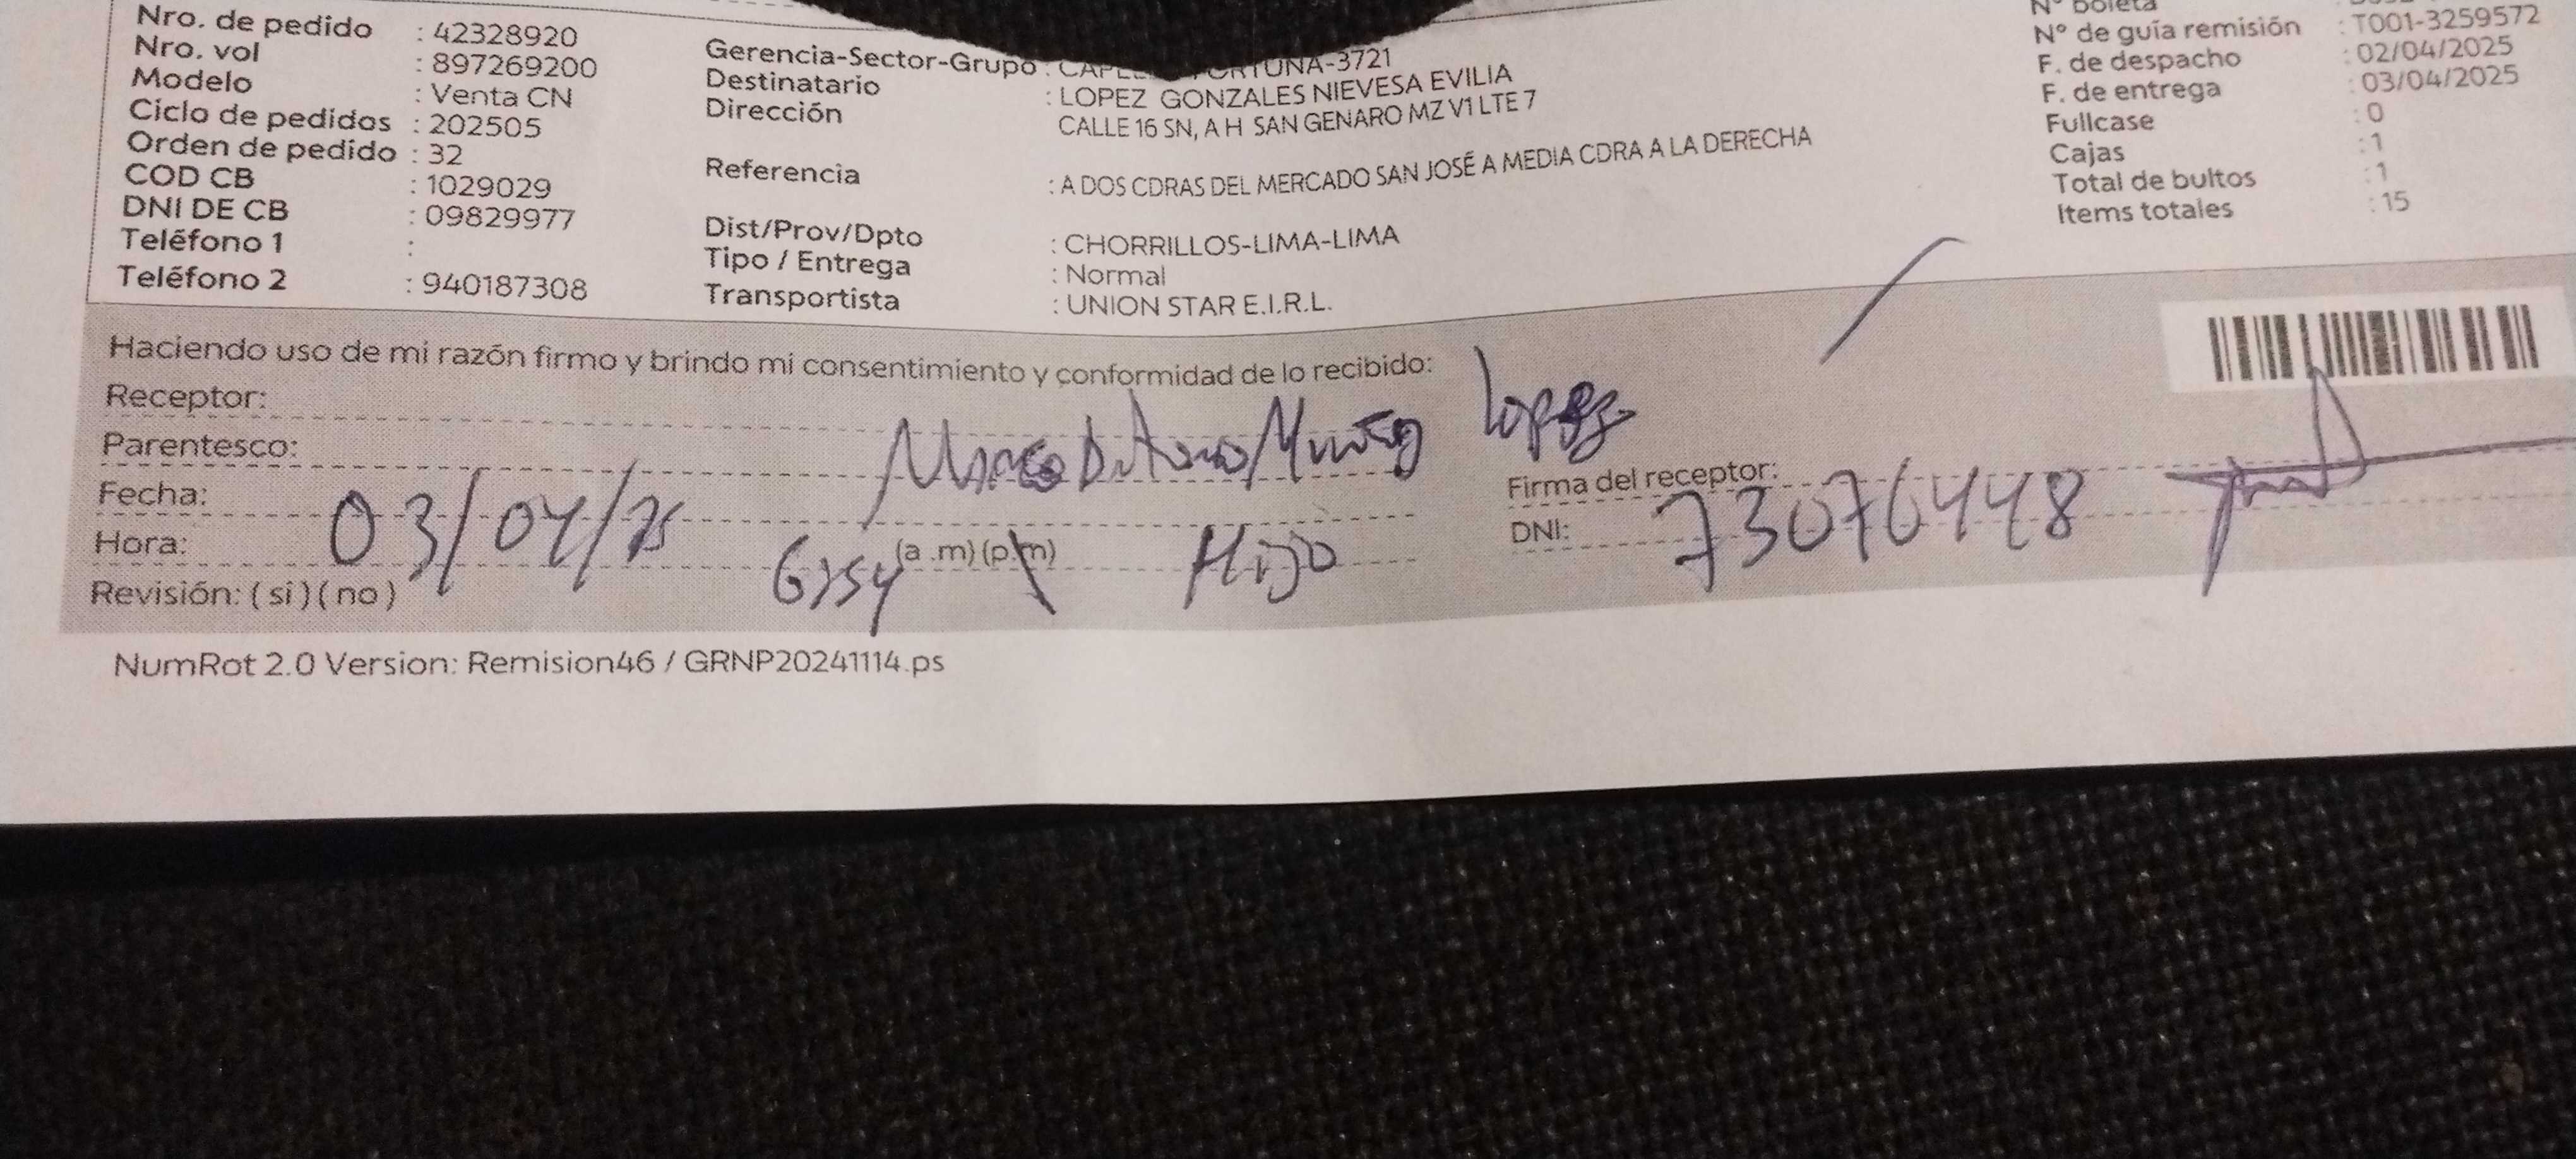 Nro. de pedido : 42328920
Nro. vol : 897269200
Modelo : Venta CN
Ciclo de pedidos : 202505
Orden de pedido : 32
COD CB : 1029029
DNI DE CB : 09829977
Teléfono 1 :
Teléfono 2 : 940187308
Gerencia-Sector-Grupo : -3721
Destinatario : LOPEZ GONZALES NIEVESA EVILIA
Dirección CALLE 16 SN, A H SAN GENARO MZ V1 LTE 7
Referencia : A DOS CDRAS DEL MERCADO SAN JOSÉ A MEDIA CDRA A LA DERECHA
Dist/Prov/Dpto : CHORRILLOS-LIMA-LIMA
Tipo / Entrega : Normal
Transportista : UNION STAR E.I.R.L.
N° boleta
N° de guía remisión : T001-3259572
F. de despacho : 02/04/2025
F. de entrega : 03/04/2025
Fullcase : 0
Cajas : 1
Total de bultos : 1
Items totales : 15
Haciendo uso de mi razón firmo y brindo mi consentimiento y conformidad de lo recibido:
Receptor:
Muñoz Lopez
Parentesco:
Fecha: 03/04/25
Hora: (a .m) (p.m)
Hijo
Revisión: ( si ) ( no )
Firma del receptor:
DNI: 73076448
NumRot 2.0 Version: Remision46 / GRNP20241114.ps